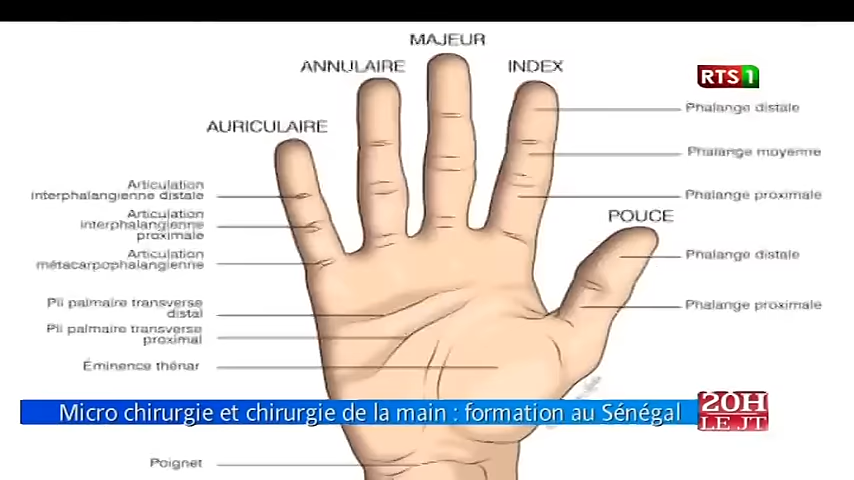 MAJEUR
ANNULAIRE
INDEX
RTS 1
AURICULAIRE
Phalange distale
Phalange moyenne
Articulation
interphalangienne distale
Phalange proximale
Articulation
interphalangienne
proximale
POUCE
Articulation
métacarpophalangienne
Phalange distale
Pli palmaire transverse
distal
Phalange proximale
Pli palmaire transverse
proximal
Éminence thénar
Micro chirurgie et chirurgie de la main : formation au Sénégal
20H
LE JT
Poignet